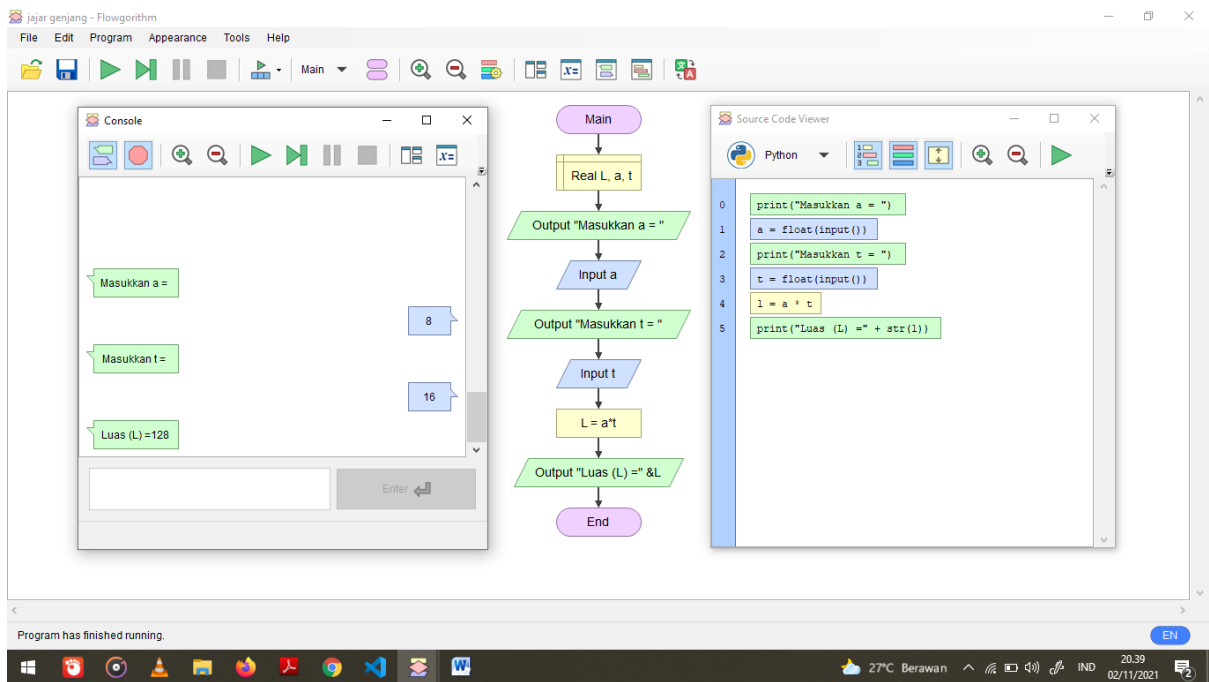 jajar genjang - Flowgorithm
File Edit Program Appearance Tools Help
Main
Console
Masukkan a =
8
Masukkan t =
16
Luas (L) =128
Enter
Main
Real L, a, t
Output "Masukkan a = "
Input a
Output "Masukkan t = "
Input t
L = a*t
Output "Luas (L) =" &L
End
Source Code Viewer
Python
0 print("Masukkan a = ")
1 a = float(input())
2 print("Masukkan t = ")
3 t = float(input())
4 l = a * t
5 print("Luas (L) =" + str(l))
Program has finished running.
EN
27°C Berawan IND 20.39
02/11/2021
2